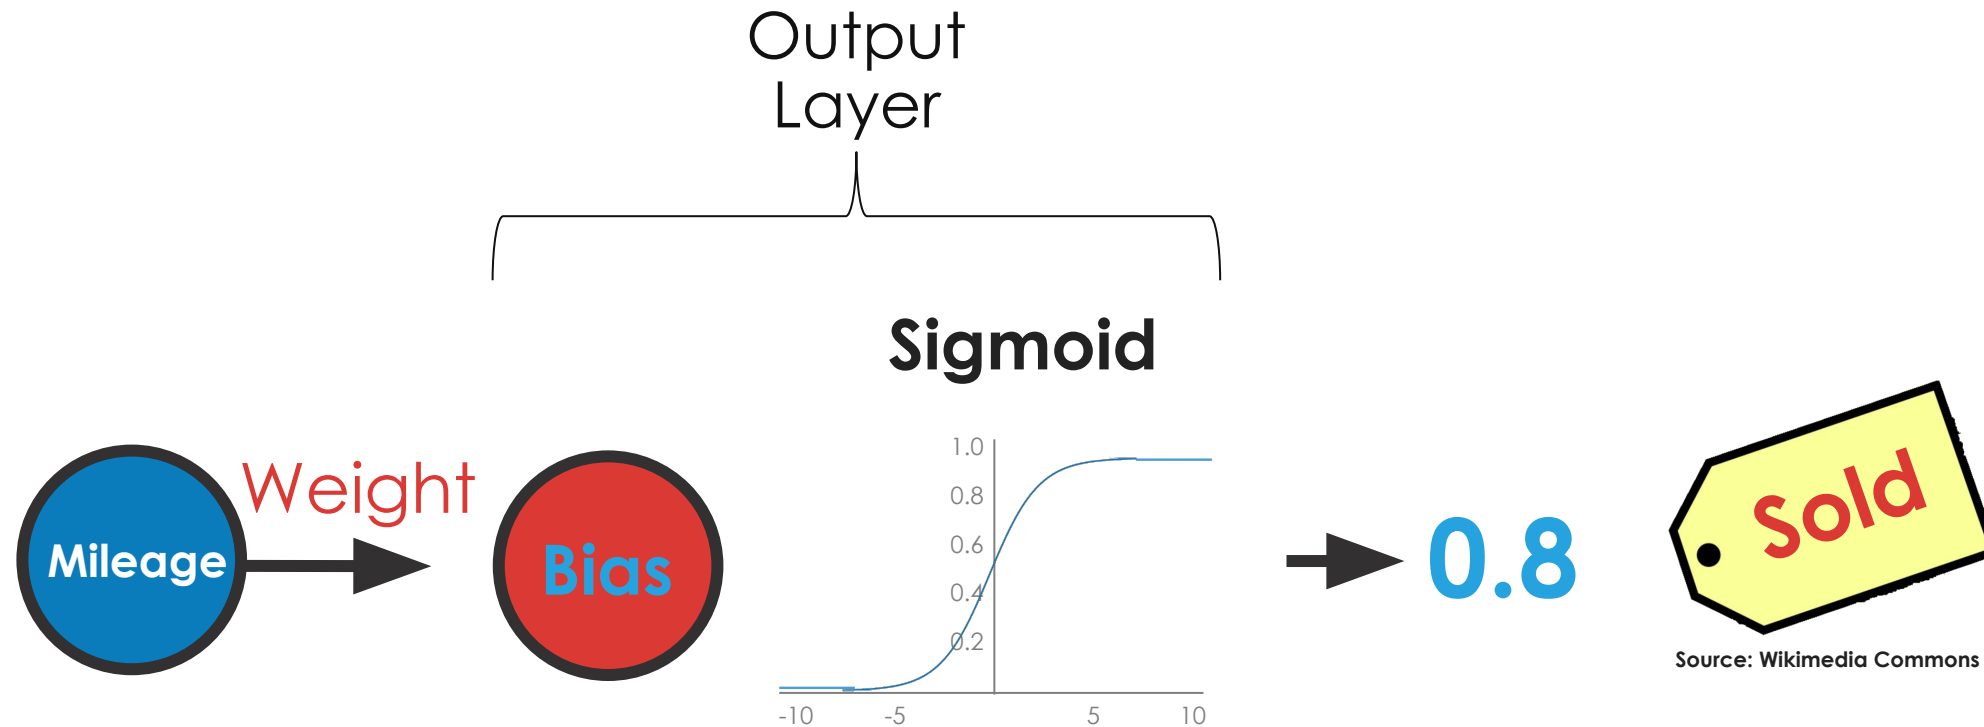 Output
Layer
Sigmoid
Mileage
Weight
Bias
1.0
0.8
0.6
0.4
0.2
-10 -5 5 10
0.8
Sold
Source: Wikimedia Commons